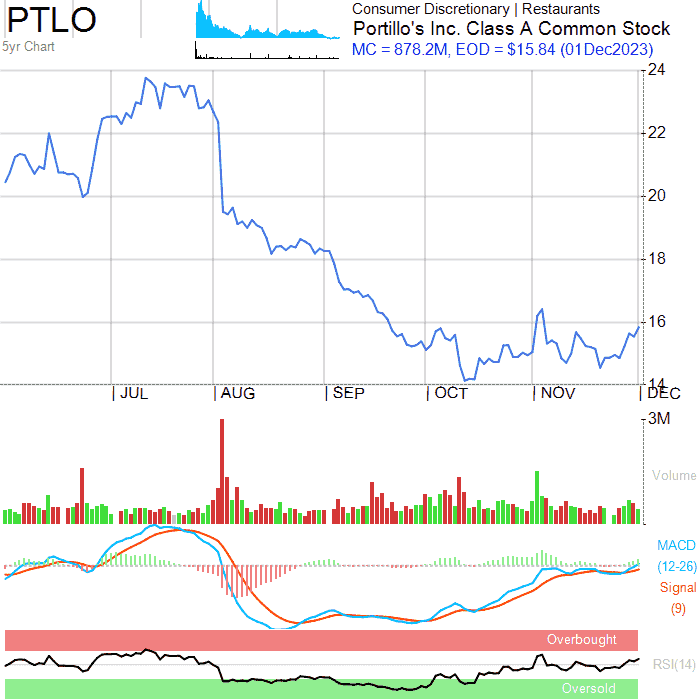 PTLO
5yr Chart
Consumer Discretionary | Restaurants
Portillo's Inc. Class A Common Stock
MC = 878.2M, EOD = $15.84 (01Dec2023)
24
22
20
18
16
14
| JUL | AUG | SEP | OCT | NOV | DEC
3M
Volume
MACD
(12-26)
Signal
(9)
Overbought
RSI(14)
Oversold